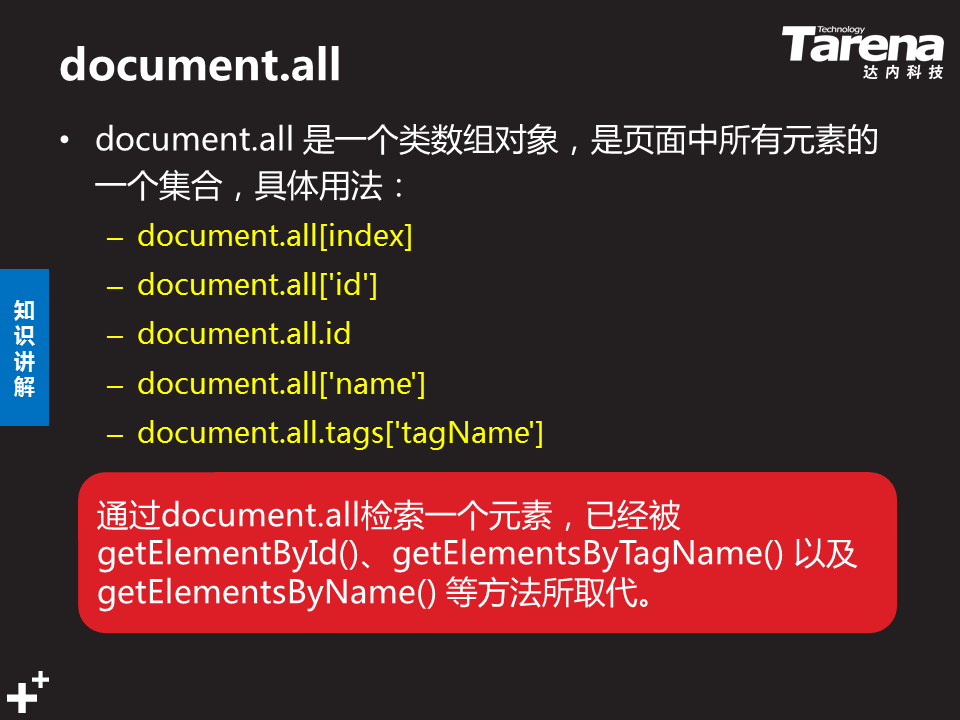 document.all
Technology
Tarena
达内科技
• document.all 是一个类数组对象，是页面中所有元素的
一个集合，具体用法：
– document.all[index]
– document.all['id']
– document.all.id
– document.all['name']
– document.all.tags['tagName']
知
识
讲
解
通过document.all检索一个元素，已经被
getElementById()、getElementsByTagName() 以及
getElementsByName() 等方法所取代。